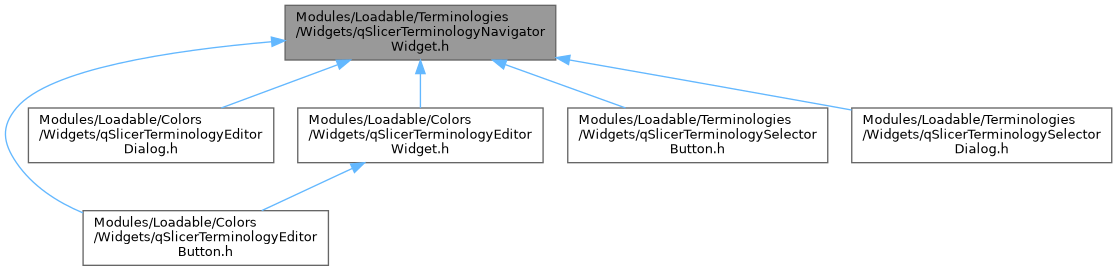 Modules/Loadable/Terminologies
/Widgets/qSlicerTerminologyNavigator
Widget.h
Modules/Loadable/Colors
/Widgets/qSlicerTerminologyEditor
Dialog.h
Modules/Loadable/Colors
/Widgets/qSlicerTerminologyEditor
Widget.h
Modules/Loadable/Terminologies
/Widgets/qSlicerTerminologySelector
Button.h
Modules/Loadable/Terminologies
/Widgets/qSlicerTerminologySelector
Dialog.h
Modules/Loadable/Colors
/Widgets/qSlicerTerminologyEditor
Button.h